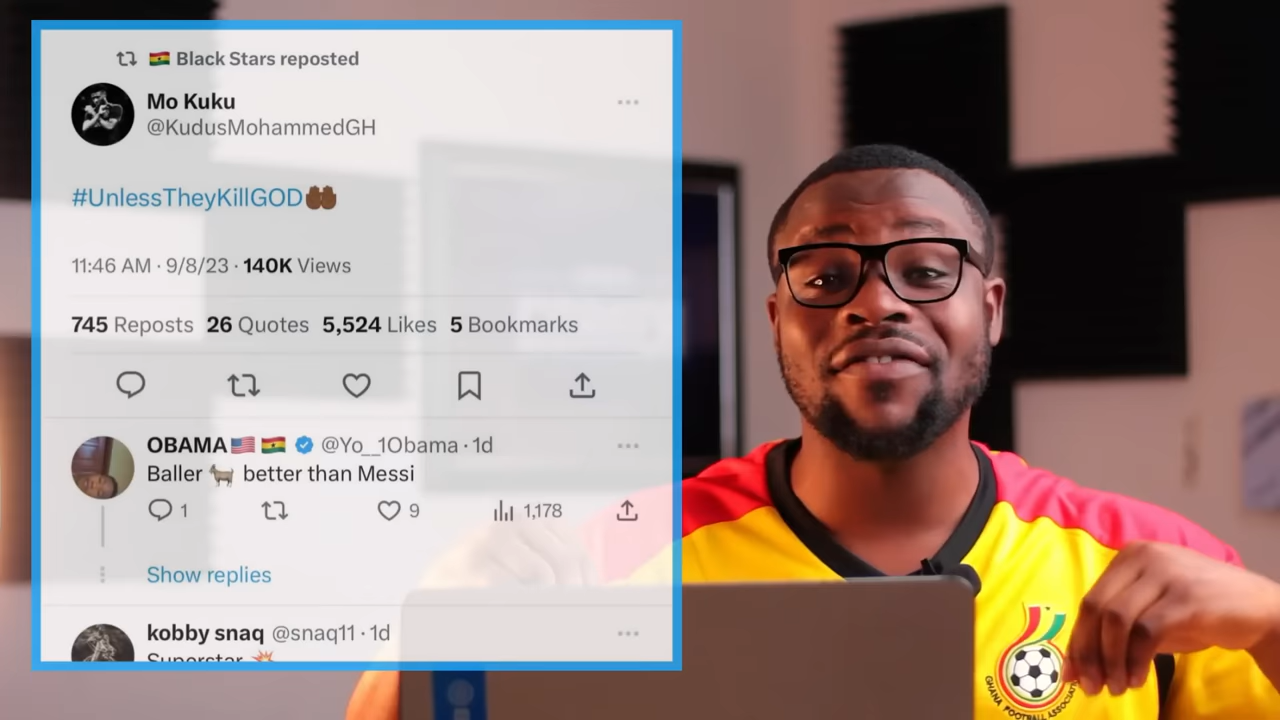 Black Stars reposted
Mo Kuku
@KudusMohammedGH
#UnlessTheyKillGOD🤲🏾
11:46 AM · 9/8/23 · 140K Views
745 Reposts 26 Quotes 5,524 Likes 5 Bookmarks
OBAMA🇺🇸 🇬🇭 @Yo__1Obama · 1d
Baller 🐐 better than Messi
1 9 1,178
Show replies
kobby snaq @snaq11 · 1d
Superstar 💥
GHANA FOOTBALL ASSOCIATION